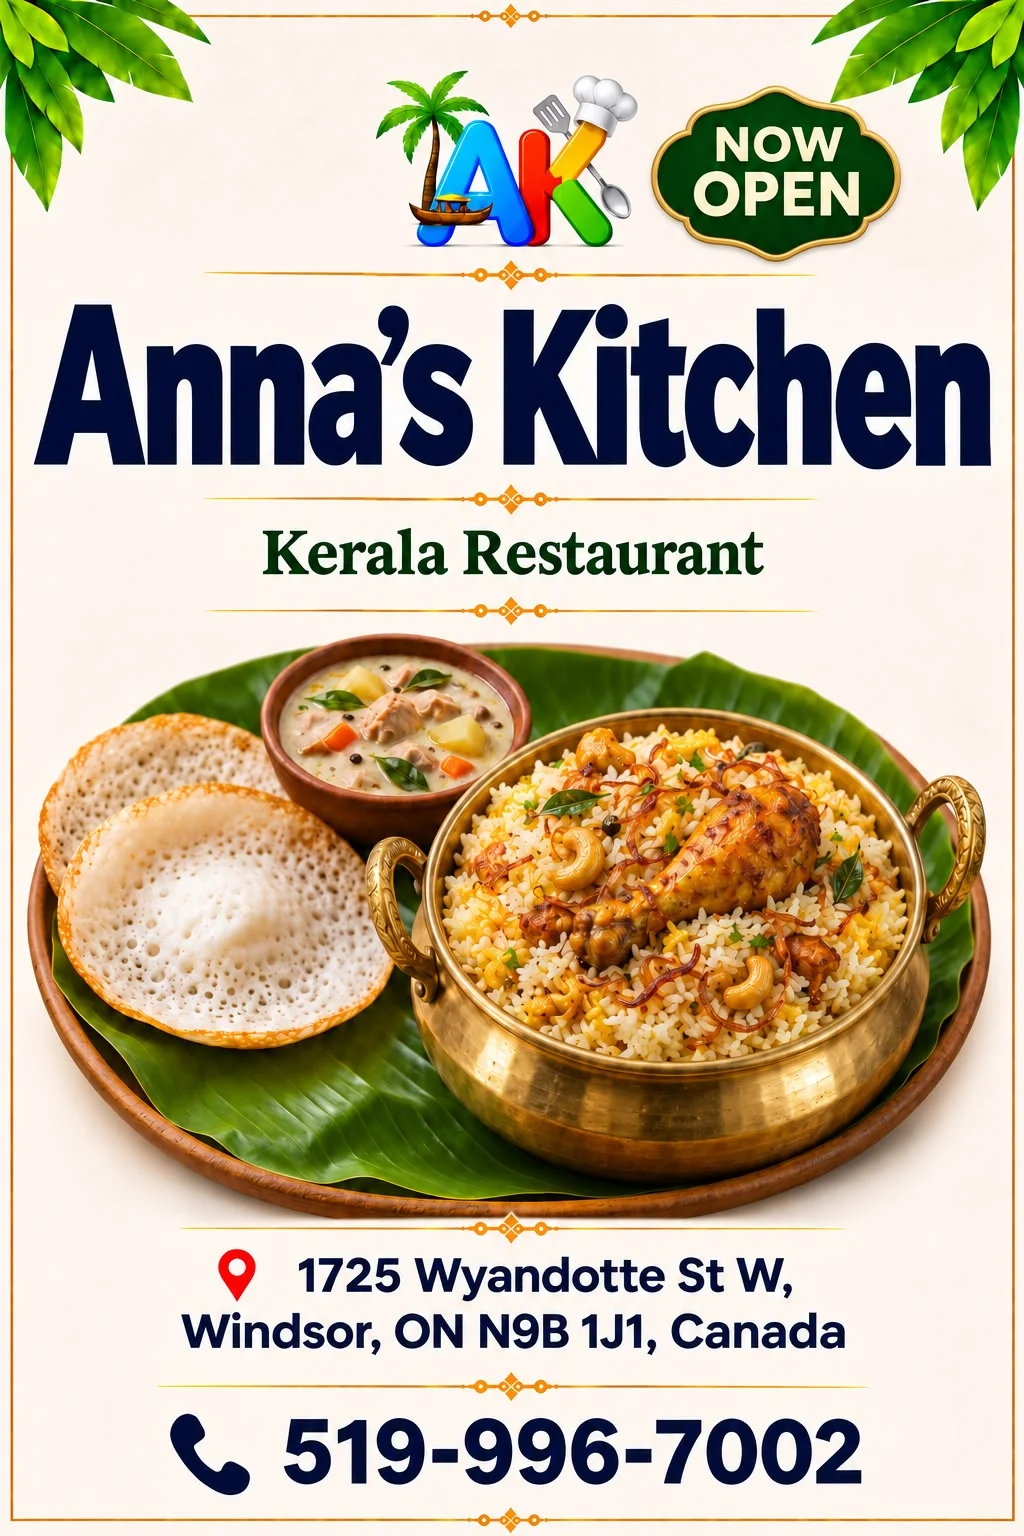 AK
NOW
OPEN
Anna’s Kitchen
Kerala Restaurant
1725 Wyandotte St W,
Windsor, ON N9B 1J1, Canada
519-996-7002